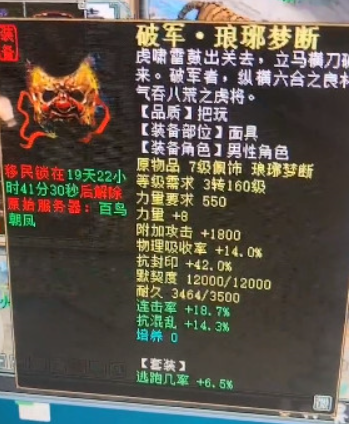 装备
破军·琅琊梦断
虎啸雷鼓出关去，立马横刀破
来。破军者，纵横六合之良木
气吞八荒之虎将。
【品质】把玩
【装备部位】面具
【装备角色】男性角色
原物品 7级佩饰 琅琊梦断
等级需求 3转160级
力量要求 550
力量 +8
附加攻击 +1800
物理吸收率 +14.0%
抗封印 +42.0%
默契度 12000/12000
耐久 3464/3500
连击率 +18.7%
抗混乱 +14.3%
培养 0
【套装】
逃跑几率 +6.5%
移民锁在19天22小
时41分30秒后解除
原始服务器：百鸟
朝凤